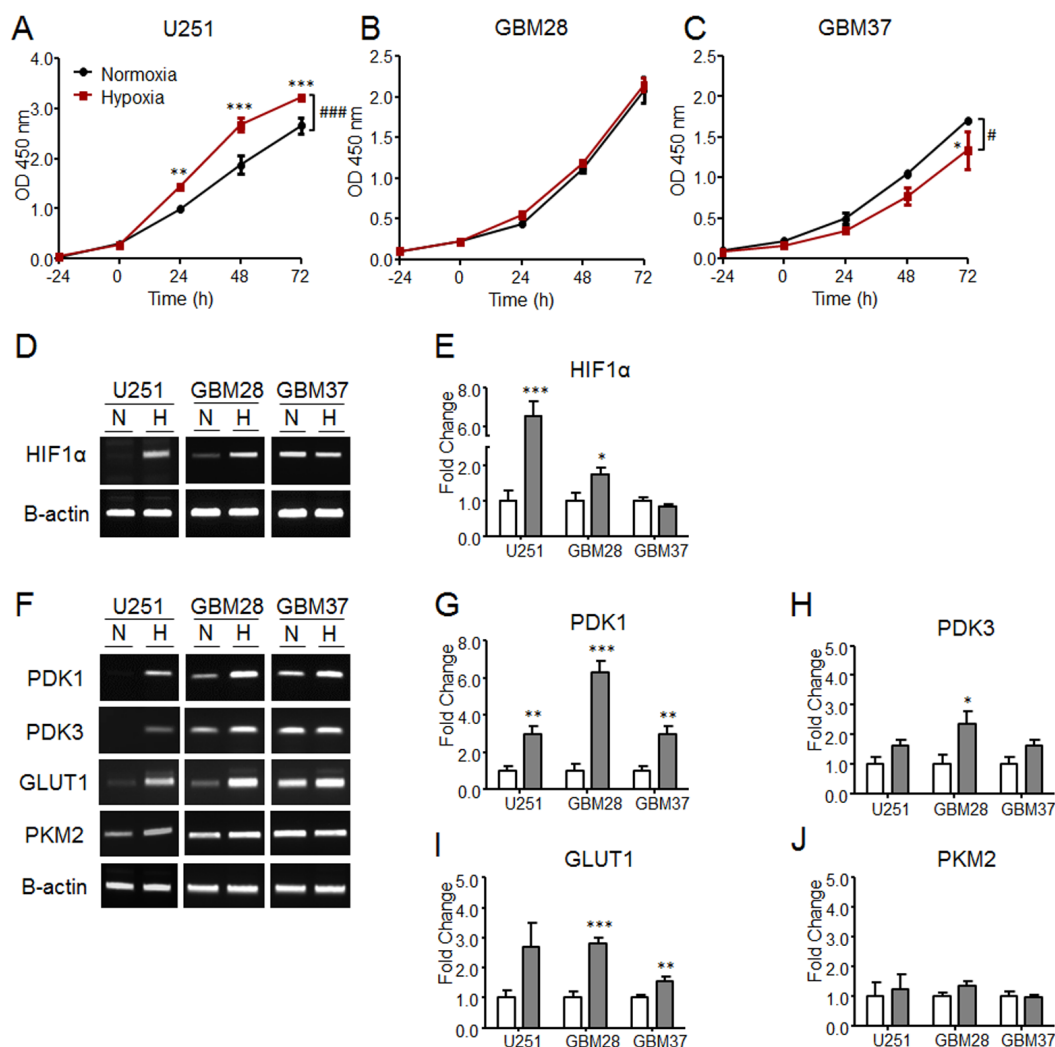 A U251
4.0
3.0
42.0
1.0
0.0
OD 450 nm
Normoxia
Hypoxia
**
***
***
###
-24 0 24 48 72
Time (h)
B GBM28
2.5
2.0
1.5
1.0
0.5
0.0
OD 450 nm
-24 0 24 48 72
Time (h)
C GBM37
2.5
2.0
1.5
1.0
0.5
0.0
OD 450 nm
*
#
-24 0 24 48 72
Time (h)
D
U251 GBM28 GBM37
N H N H N H
HIF1α
B-actin
E
HIF1α
8.0
6.0
2.0
1.0
0.0
Fold Change
***
*
U251 GBM28 GBM37
F
U251 GBM28 GBM37
N H N H N H
PDK1
PDK3
GLUT1
PKM2
B-actin
G
PDK1
8.0
6.0
4.0
2.0
0.0
Fold Change
**
***
**
U251 GBM28 GBM37
H
PDK3
5.0
4.0
3.0
2.0
1.0
0.0
Fold Change
*
U251 GBM28 GBM37
I
GLUT1
5.0
4.0
3.0
2.0
1.0
0.0
Fold Change
***
**
U251 GBM28 GBM37
J
PKM2
5.0
4.0
3.0
2.0
1.0
0.0
Fold Change
U251 GBM28 GBM37